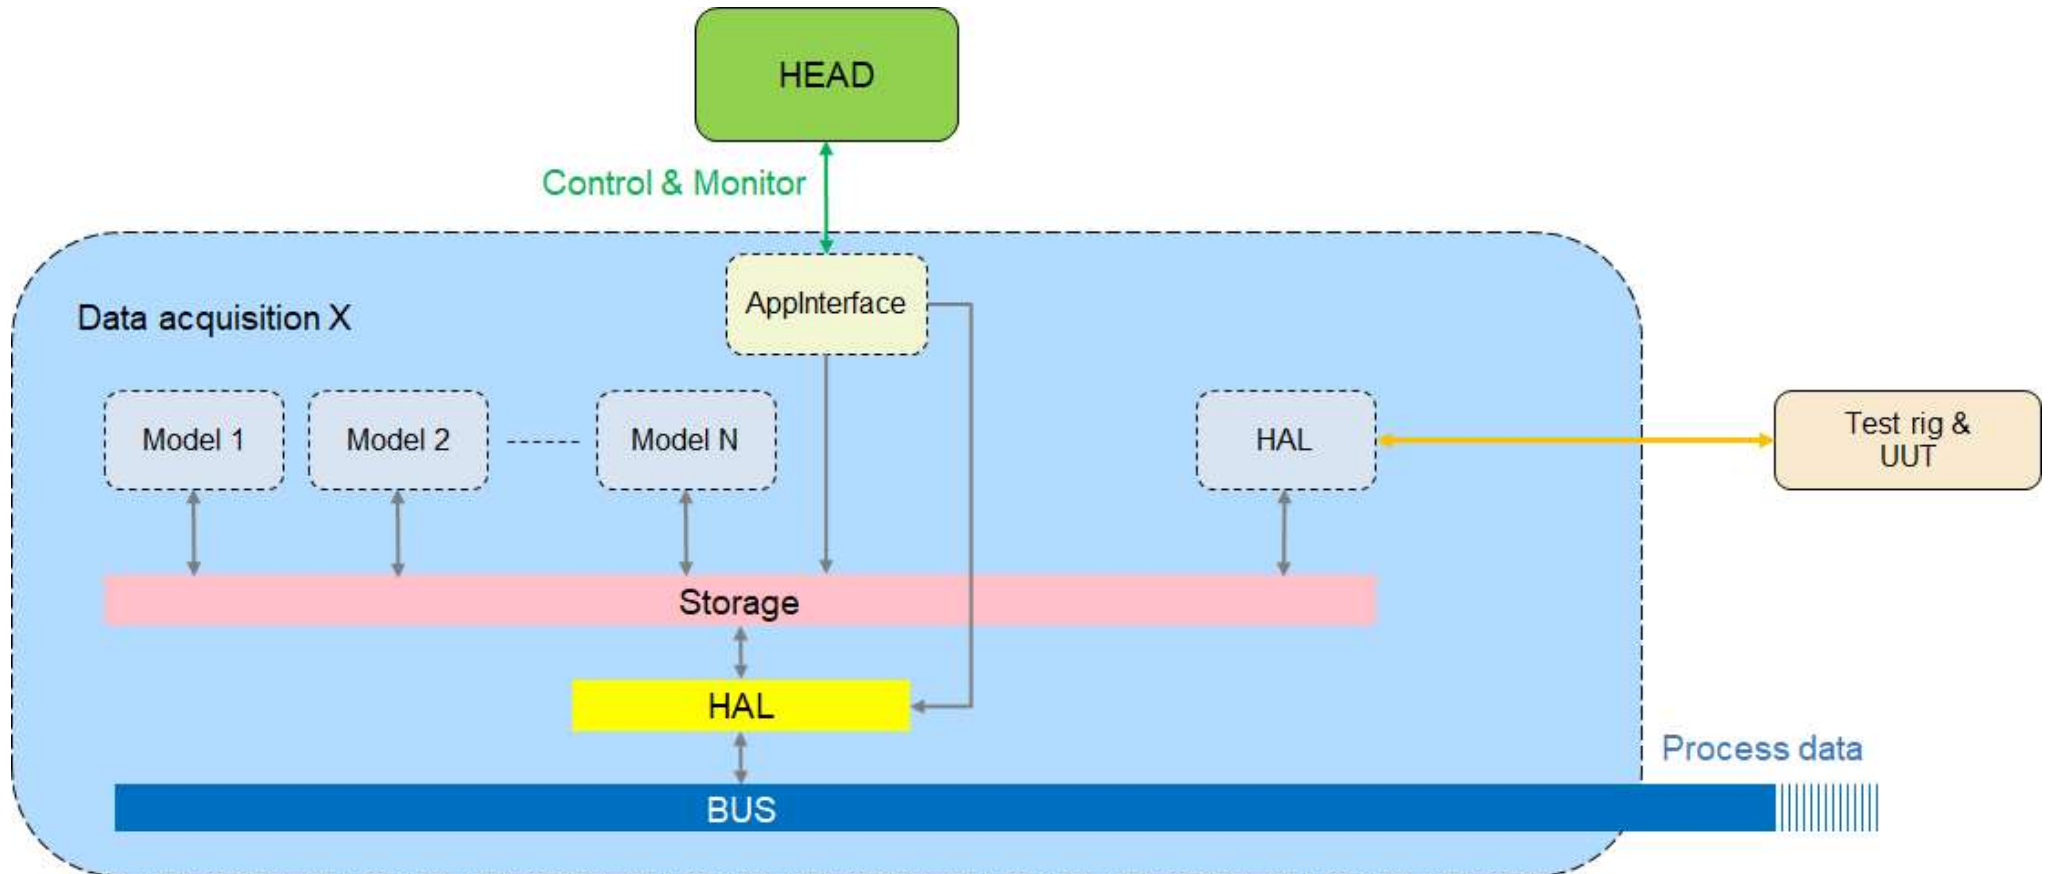 HEAD
Control & Monitor
AppInterface
Data acquisition X
Model 1
Model 2
Model N
HAL
Test rig &
UUT
Storage
HAL
Process data
BUS